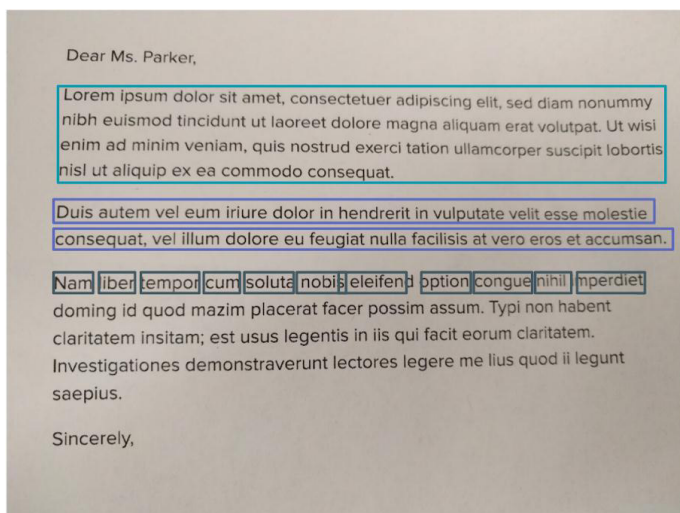 Dear Ms. Parker,
Lorem ipsum dolor sit amet, consectetuer adipiscing elit, sed diam nonummy
nibh euismod tincidunt ut laoreet dolore magna aliquam erat volutpat. Ut wisi
enim ad minim veniam, quis nostrud exerci tation ullamcorper suscipit lobortis
nisl ut aliquip ex ea commodo consequat.
Duis autem vel eum iriure dolor in hendrerit in vulputate velit esse molestie
consequat, vel illum dolore eu feugiat nulla facilisis at vero eros et accumsan.
Nam liber tempor cum soluta nobis eleifend option congue nihil imperdiet
doming id quod mazim placerat facer possim assum. Typi non habent
claritatem insitam; est usus legentis in iis qui facit eorum claritatem.
Investigationes demonstraverunt lectores legere me lius quod ii legunt
saepius.
Sincerely,